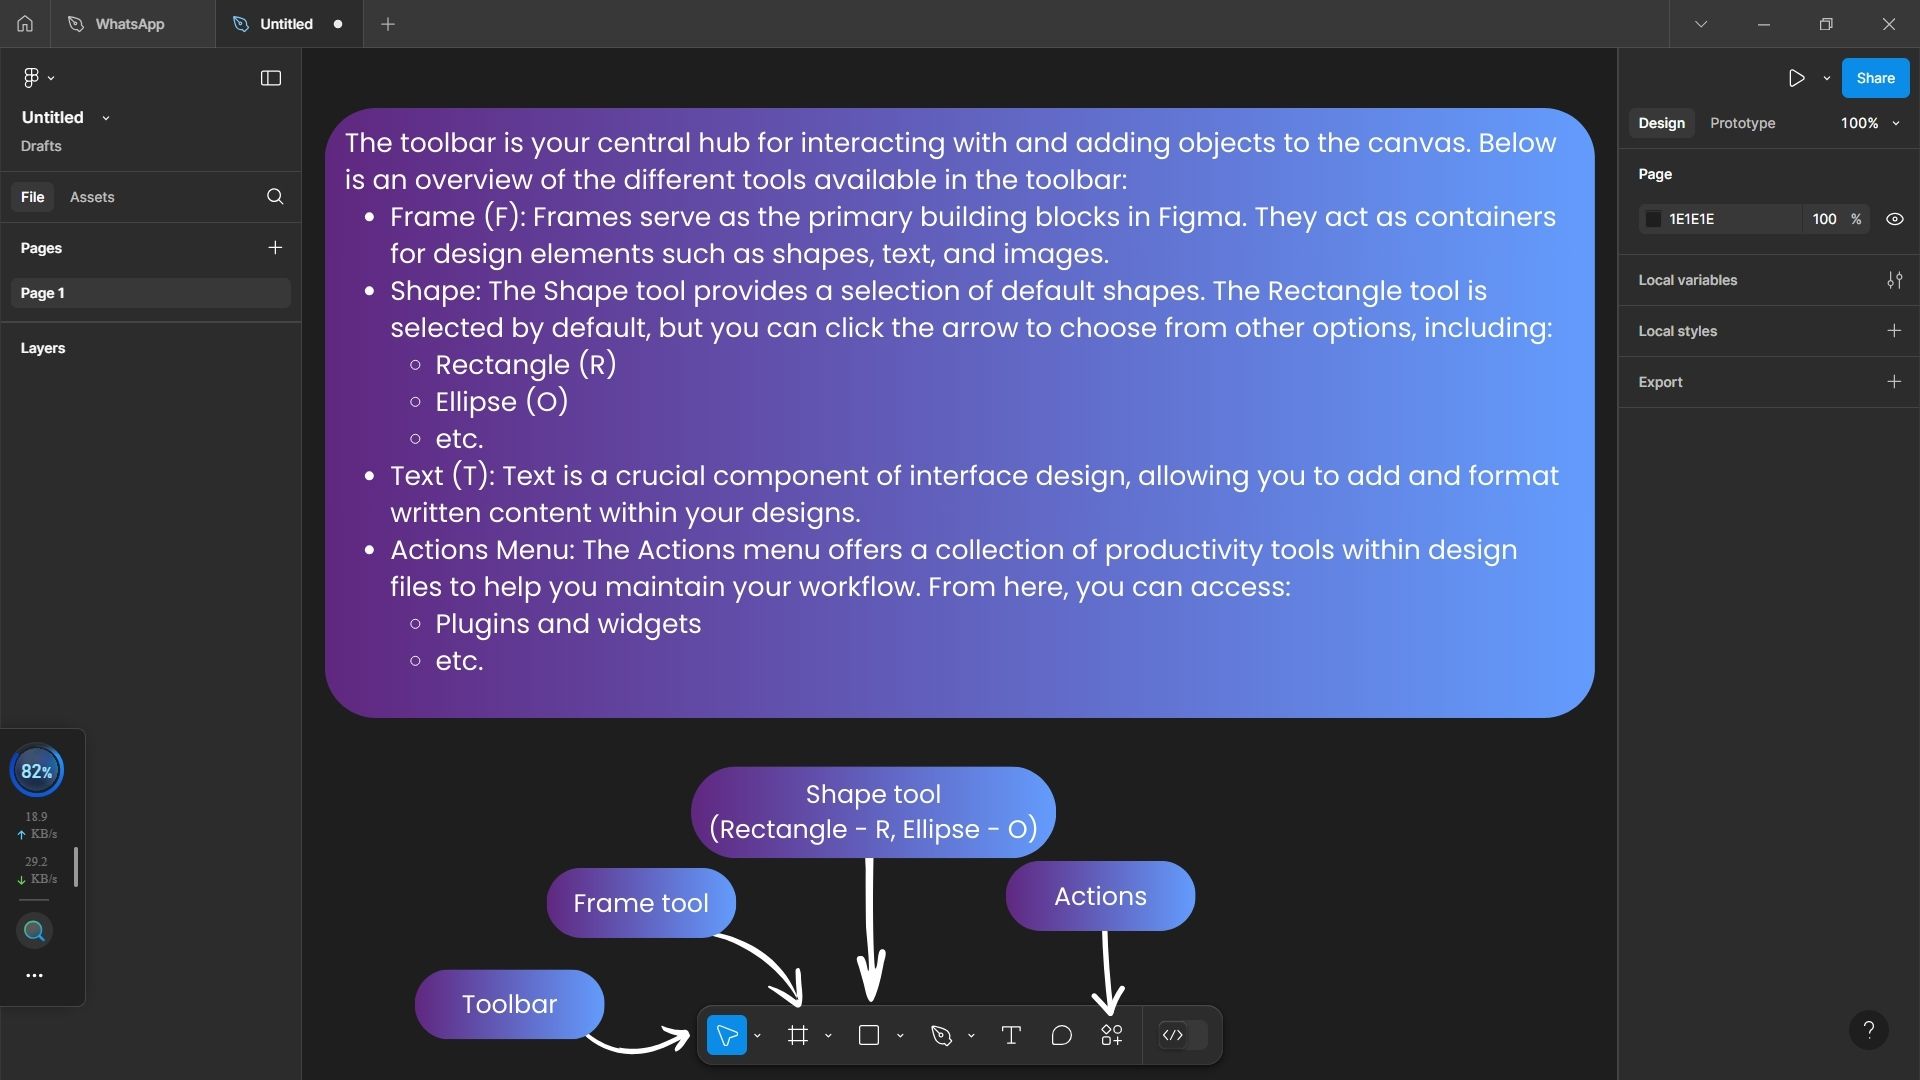 WhatsApp
Untitled
Untitled
Drafts
File
Assets
Pages
Page 1
Layers
82%
18.9
KB/s
29.2
KB/s
The toolbar is your central hub for interacting with and adding objects to the canvas. Below
is an overview of the different tools available in the toolbar:
• Frame (F): Frames serve as the primary building blocks in Figma. They act as containers
for design elements such as shapes, text, and images.
• Shape: The Shape tool provides a selection of default shapes. The Rectangle tool is
selected by default, but you can click the arrow to choose from other options, including:
○ Rectangle (R)
○ Ellipse (O)
○ etc.
• Text (T): Text is a crucial component of interface design, allowing you to add and format
written content within your designs.
• Actions Menu: The Actions menu offers a collection of productivity tools within design
files to help you maintain your workflow. From here, you can access:
○ Plugins and widgets
○ etc.
Shape tool
(Rectangle - R, Ellipse - O)
Frame tool
Actions
Toolbar
Share
Design
Prototype
100%
Page
1E1E1E
100 %
Local variables
Local styles
Export
?